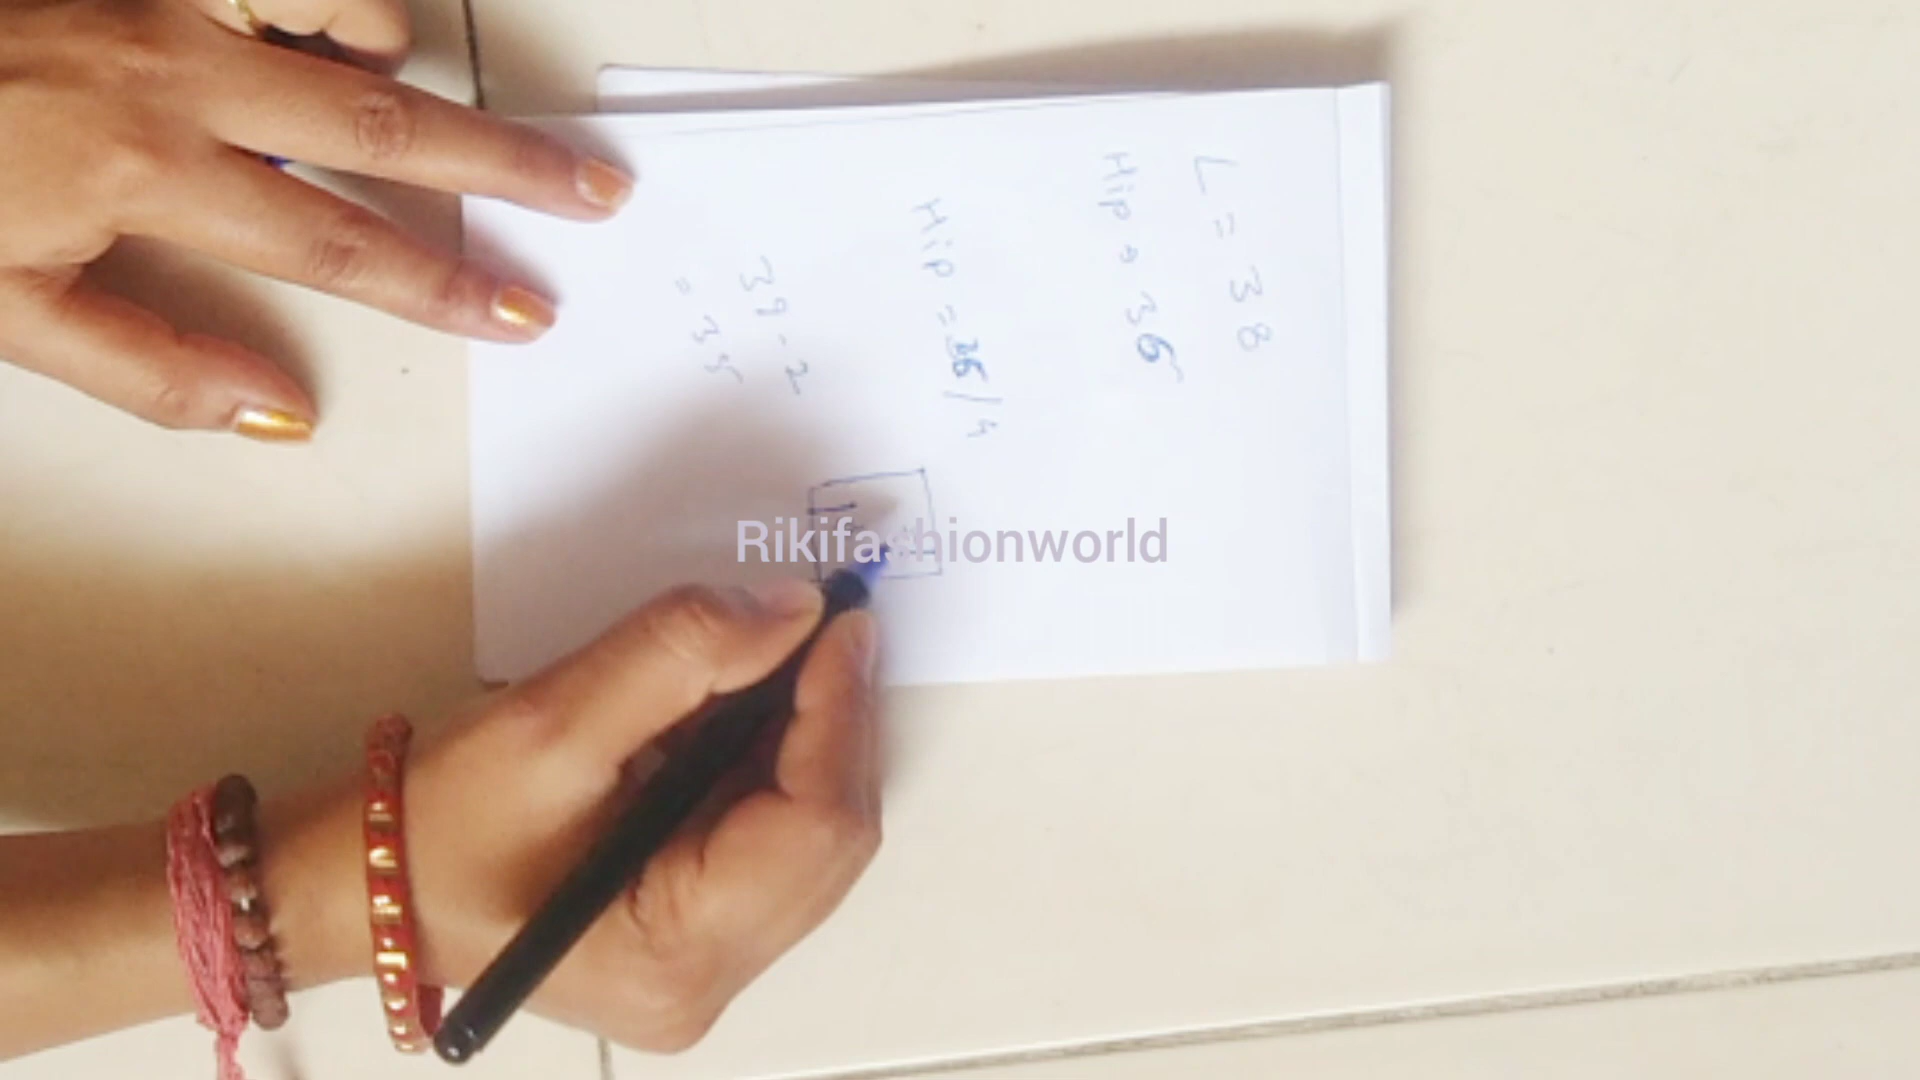 L = 38
Hip = 36
Hip = 36/4
39-2
= 35
Rikifashionworld